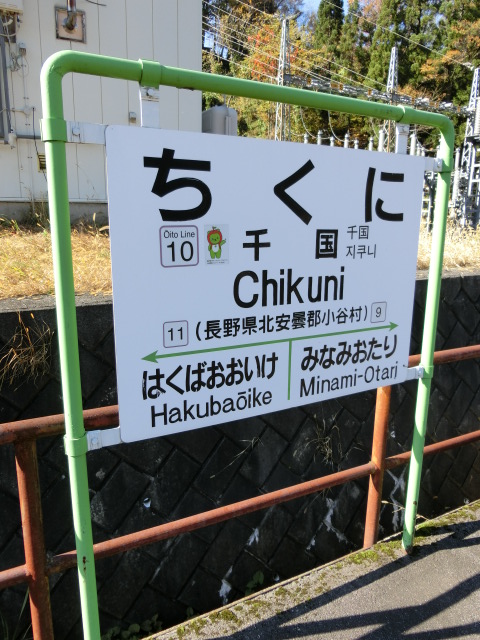 ちくに
Oito Line
10
千国
千国
지쿠니
Chikuni
11 (長野県北安曇郡小谷村) 9
はくばおおいけ みなみおたり
Hakubaōike Minami-Otari